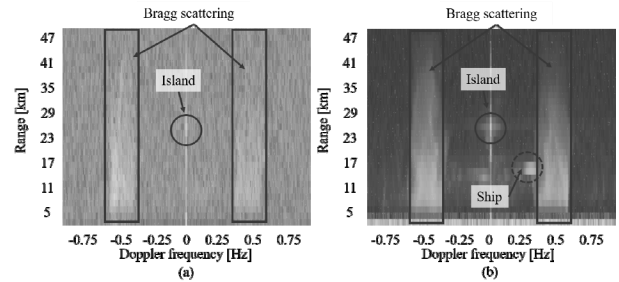 Bragg scattering
Bragg scattering
47
41
35
29
23
17
11
5
Range [km]
Island
-0.75 -0.5 -0.25 0 0.25 0.5 0.75
Doppler frequency [Hz]
(a)
47
41
35
29
23
17
11
5
Range [km]
Island
Ship
-0.75 -0.5 -0.25 0 0.25 0.5 0.75
Doppler frequency [Hz]
(b)